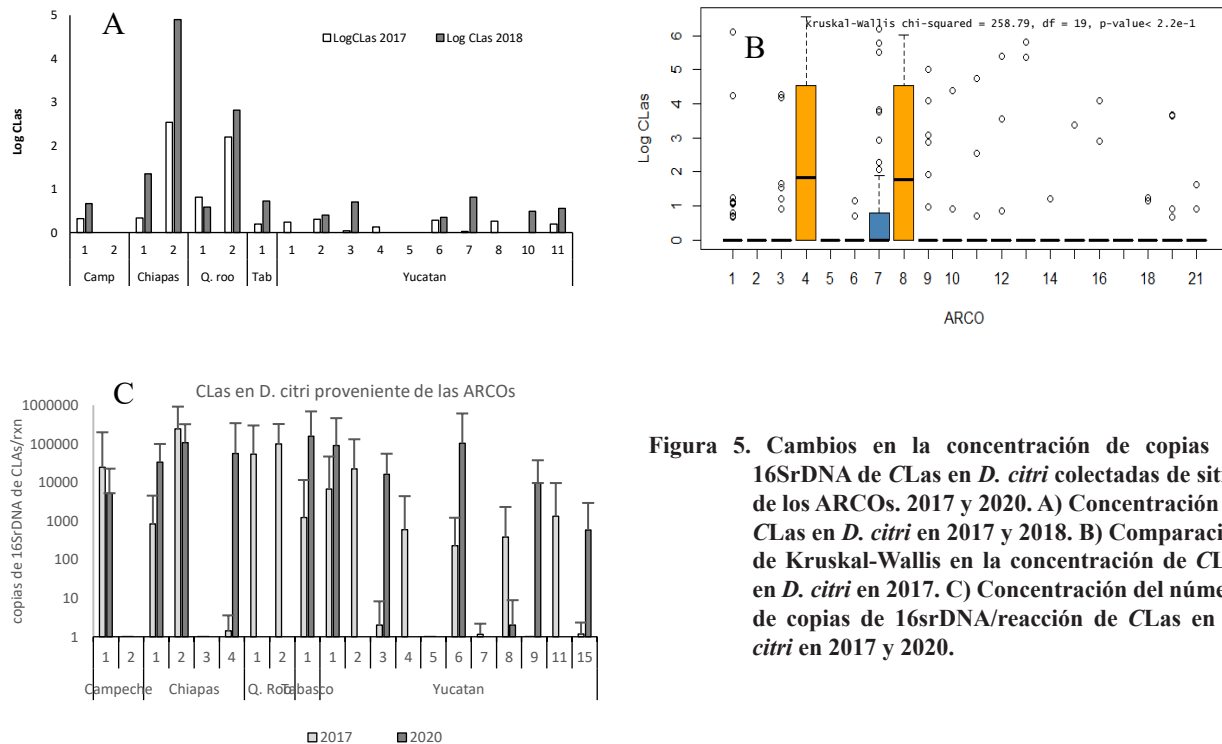 A
LogCLas 2017 Log CLas 2018
Log CLas
5
4
3
2
1
0
1 2 1 2 1 2 1 1 2 3 4 5 6 7 8 10 11
Camp Chiapas Q. roo Tab Yucatan
Kruskal-Wallis chi-squared = 258.79, df = 19, p-value< 2.2e-1
B
Log CLas
6
5
4
3
2
1
0
1 2 3 4 5 6 7 8 9 10 11 12 14 16 18 19 21
ARCO
C
CLas en D. citri proveniente de las ARCOs
copias de 16SrDNA de CLAs/rxn
1000000
100000
10000
1000
100
10
1
1 2 1 2 3 4 1 2 1 1 2 3 4 5 6 7 8 9 11 15
Campeche Chiapas Q. Roo Tabasco Yucatan
2017 2020
Figura 5. Cambios en la concentración de copias
16SrDNA de CLas en D. citri colectadas de sit
de los ARCOs. 2017 y 2020. A) Concentración
CLas en D. citri en 2017 y 2018. B) Comparaci
de Kruskal-Wallis en la concentración de CL
en D. citri en 2017. C) Concentración del núme
de copias de 16srDNA/reacción de CLas en
citri en 2017 y 2020.